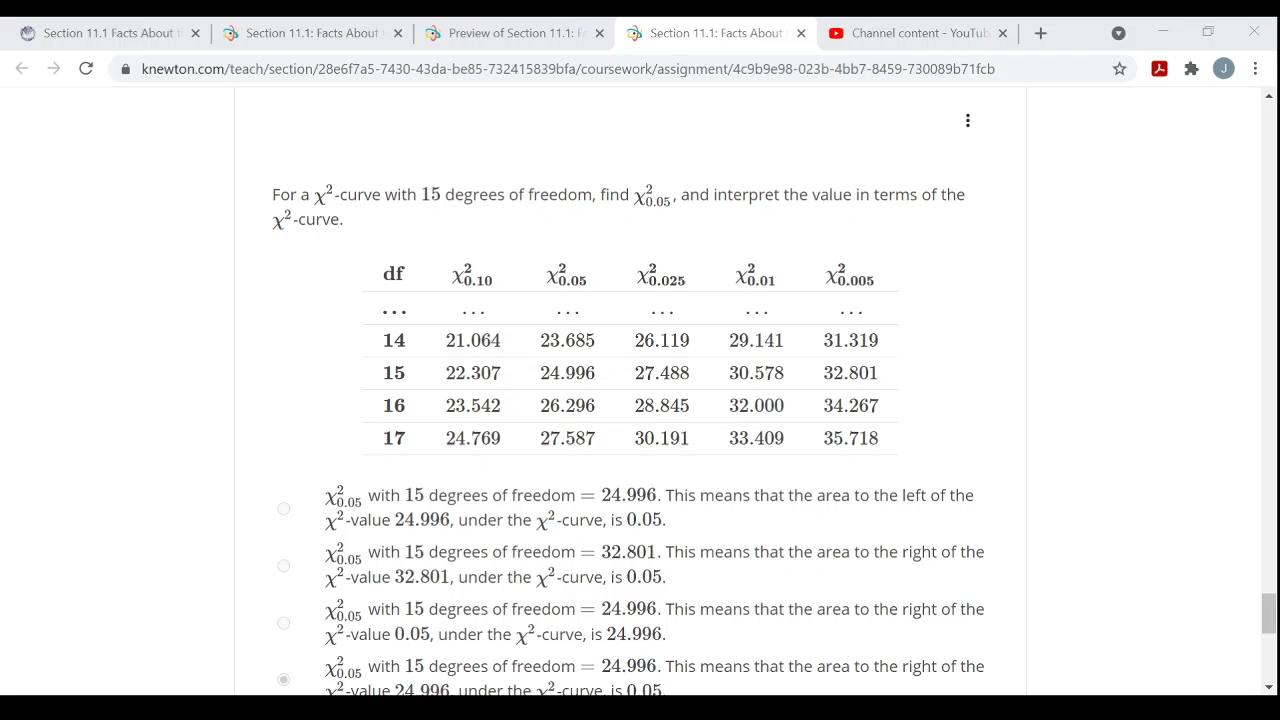 Section 11.1 Facts About t
Section 11.1: Facts About
Preview of Section 11.1: F
Section 11.1: Facts About
Channel content - YouTub
knewton.com/teach/section/28e6f7a5-7430-43da-be85-732415839bfa/coursework/assignment/4c9b9e98-023b-4bb7-8459-730089b71fcb
J
For a χ²-curve with 15 degrees of freedom, find χ²0.05, and interpret the value in terms of the
χ²-curve.
df χ²0.10 χ²0.05 χ²0.025 χ²0.01 χ²0.005
... ... ... ... ... ...
14 21.064 23.685 26.119 29.141 31.319
15 22.307 24.996 27.488 30.578 32.801
16 23.542 26.296 28.845 32.000 34.267
17 24.769 27.587 30.191 33.409 35.718
χ²0.05 with 15 degrees of freedom = 24.996. This means that the area to the left of the
χ²-value 24.996, under the χ²-curve, is 0.05.
χ²0.05 with 15 degrees of freedom = 32.801. This means that the area to the right of the
χ²-value 32.801, under the χ²-curve, is 0.05.
χ²0.05 with 15 degrees of freedom = 24.996. This means that the area to the right of the
χ²-value 0.05, under the χ²-curve, is 24.996.
χ²0.05 with 15 degrees of freedom = 24.996. This means that the area to the right of the
χ²-value 24.996, under the χ²-curve, is 0.05.